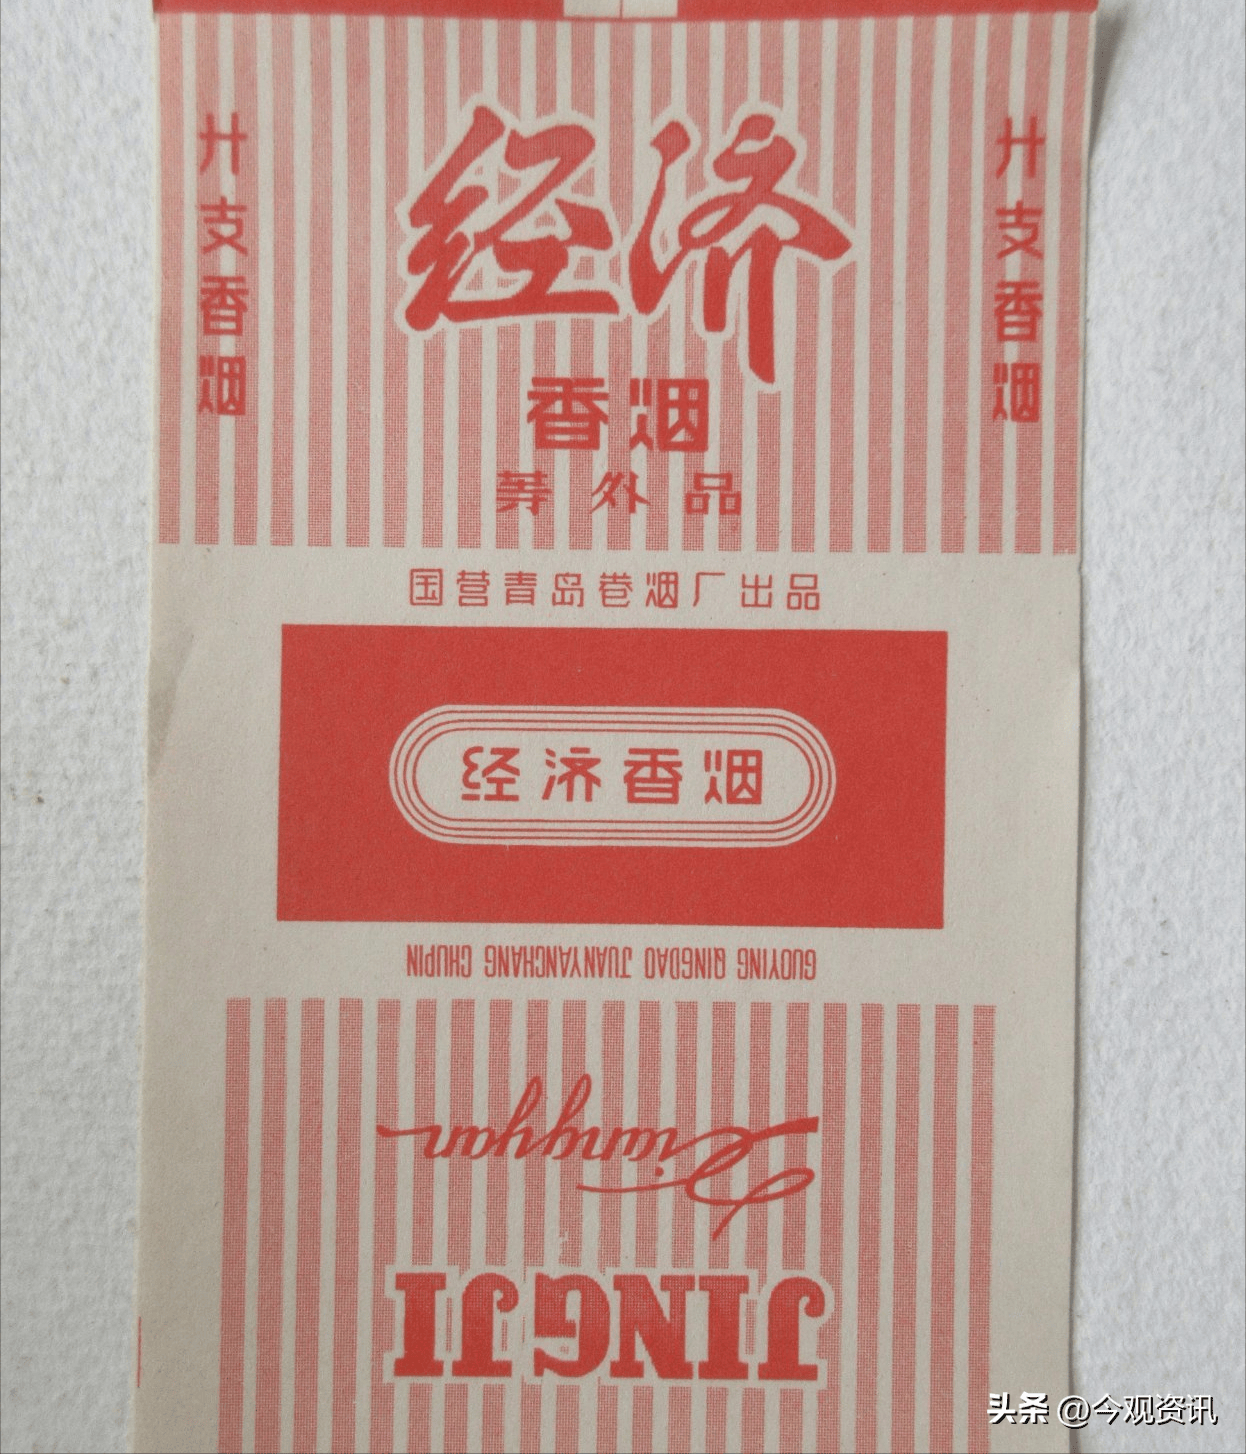 经济
香烟
等外品
廿支香烟
廿支香烟
国营青岛卷烟厂出品
经济香烟
GUOYING QINGDAO JUANYANCHANG CHUPIN
JINGJI
Xiangyan
头条 @今观资讯